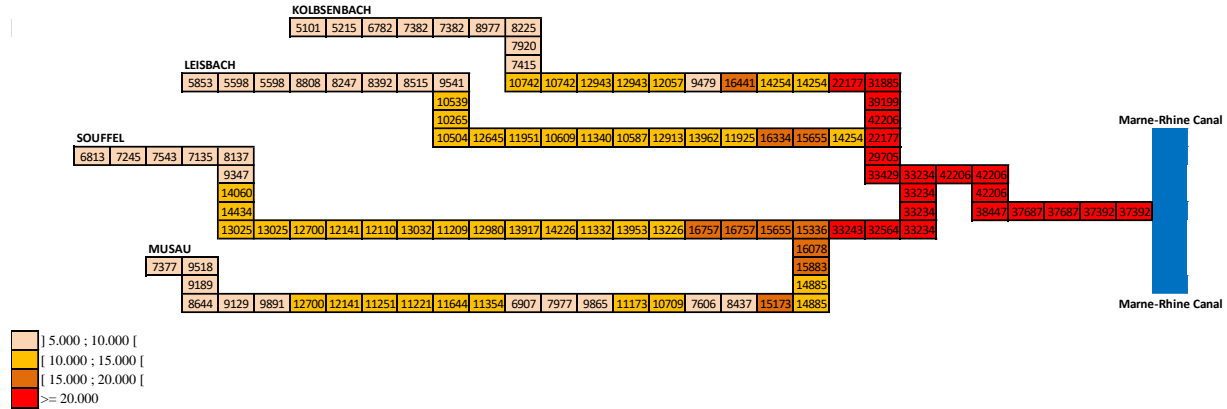 KOLBSENBACH
5101 5215 6782 7382 7382 8977 8225
7920
LEISBACH
7415
5853 5598 5598 8808 8247 8392 8515 9541
10742 10742 12943 12943 12057 9479 16441 14254 14254 22177 31885
10539
39199
10265
42206
Marne-Rhine Canal
10504 12645 11951 10609 11340 10587 12913 13962 11925 16334 15655 14254 22177
SOUFFEL
6813 7245 7543 7135 8137
29705
9347
33429 33234 42206 42206
14060
33234
42206
14434
33234
38447 37687 37687 37392 37392
13025 13025 12700 12141 12110 13032 11209 12980 13917 14226 11332 13953 13226 16757 16757 15655 15336 33243 32564 33234
MUSAU
16078
7377 9518
15883
9189
14885
8644 9129 9891 12700 12141 11251 11221 11644 11354 6907 7977 9865 11173 10709 7606 8437 15173 14885
Marne-Rhine Canal
] 5.000 ; 10.000 [
[ 10.000 ; 15.000 [
[ 15.000 ; 20.000 [
>= 20.000